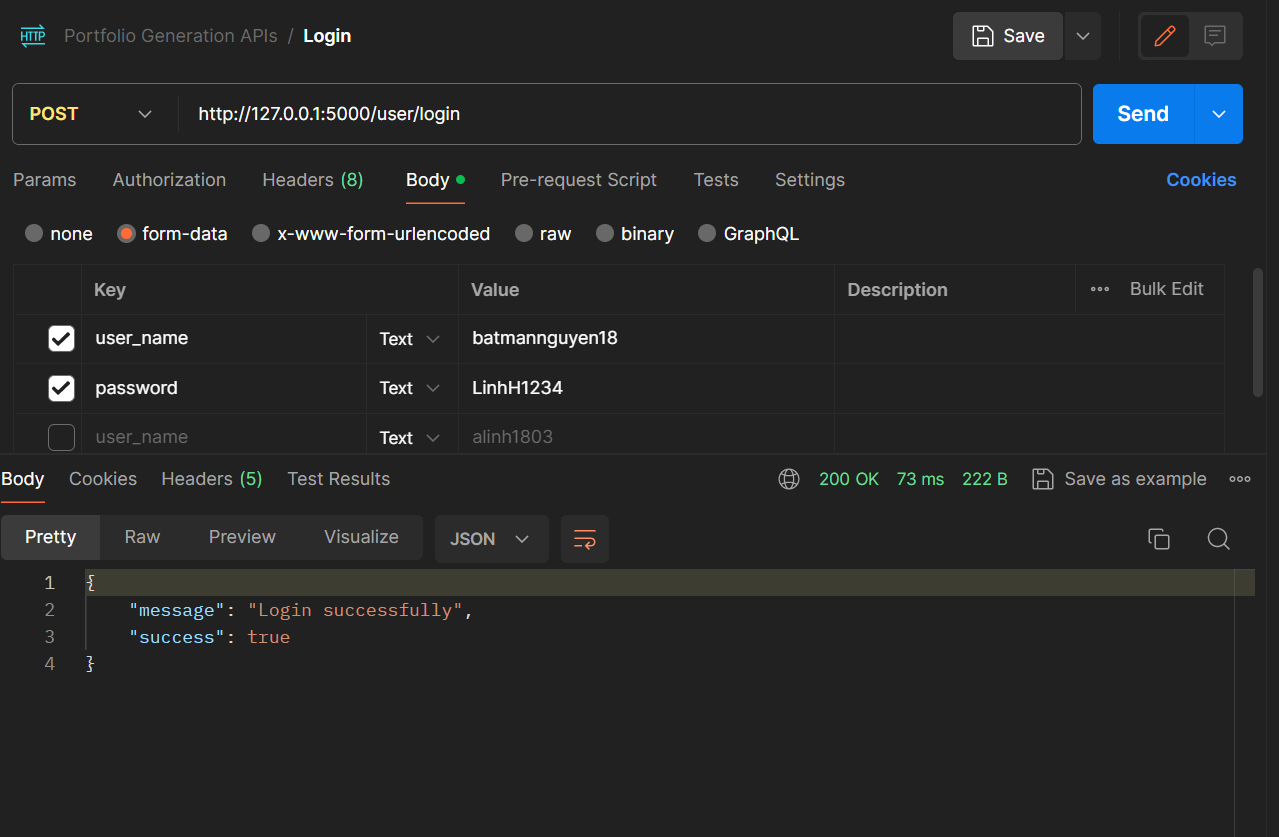 HTTP Portfolio Generation APIs / Login Save
POST http://127.0.0.1:5000/user/login Send
Params Authorization Headers (8) Body Pre-request Script Tests Settings Cookies
none form-data x-www-form-urlencoded raw binary GraphQL
Key Value Description Bulk Edit
user_name Text batmannguyen18
password Text LinhH1234
user_name Text alinh1803
Body Cookies Headers (5) Test Results 200 OK 73 ms 222 B Save as example
Pretty Raw Preview Visualize JSON
1 {
2 "message": "Login successfully",
3 "success": true
4 }